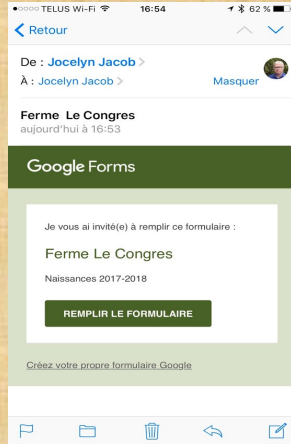 TELUS Wi-Fi 16:54 62 %
Retour
De : Jocelyn Jacob
À : Jocelyn Jacob Masquer
Ferme Le Congres
aujourd'hui à 16:53
Google Forms
Je vous ai invité(e) à remplir ce formulaire :
Ferme Le Congres
Naissances 2017-2018
REMPLIR LE FORMULAIRE
Créez votre propre formulaire Google